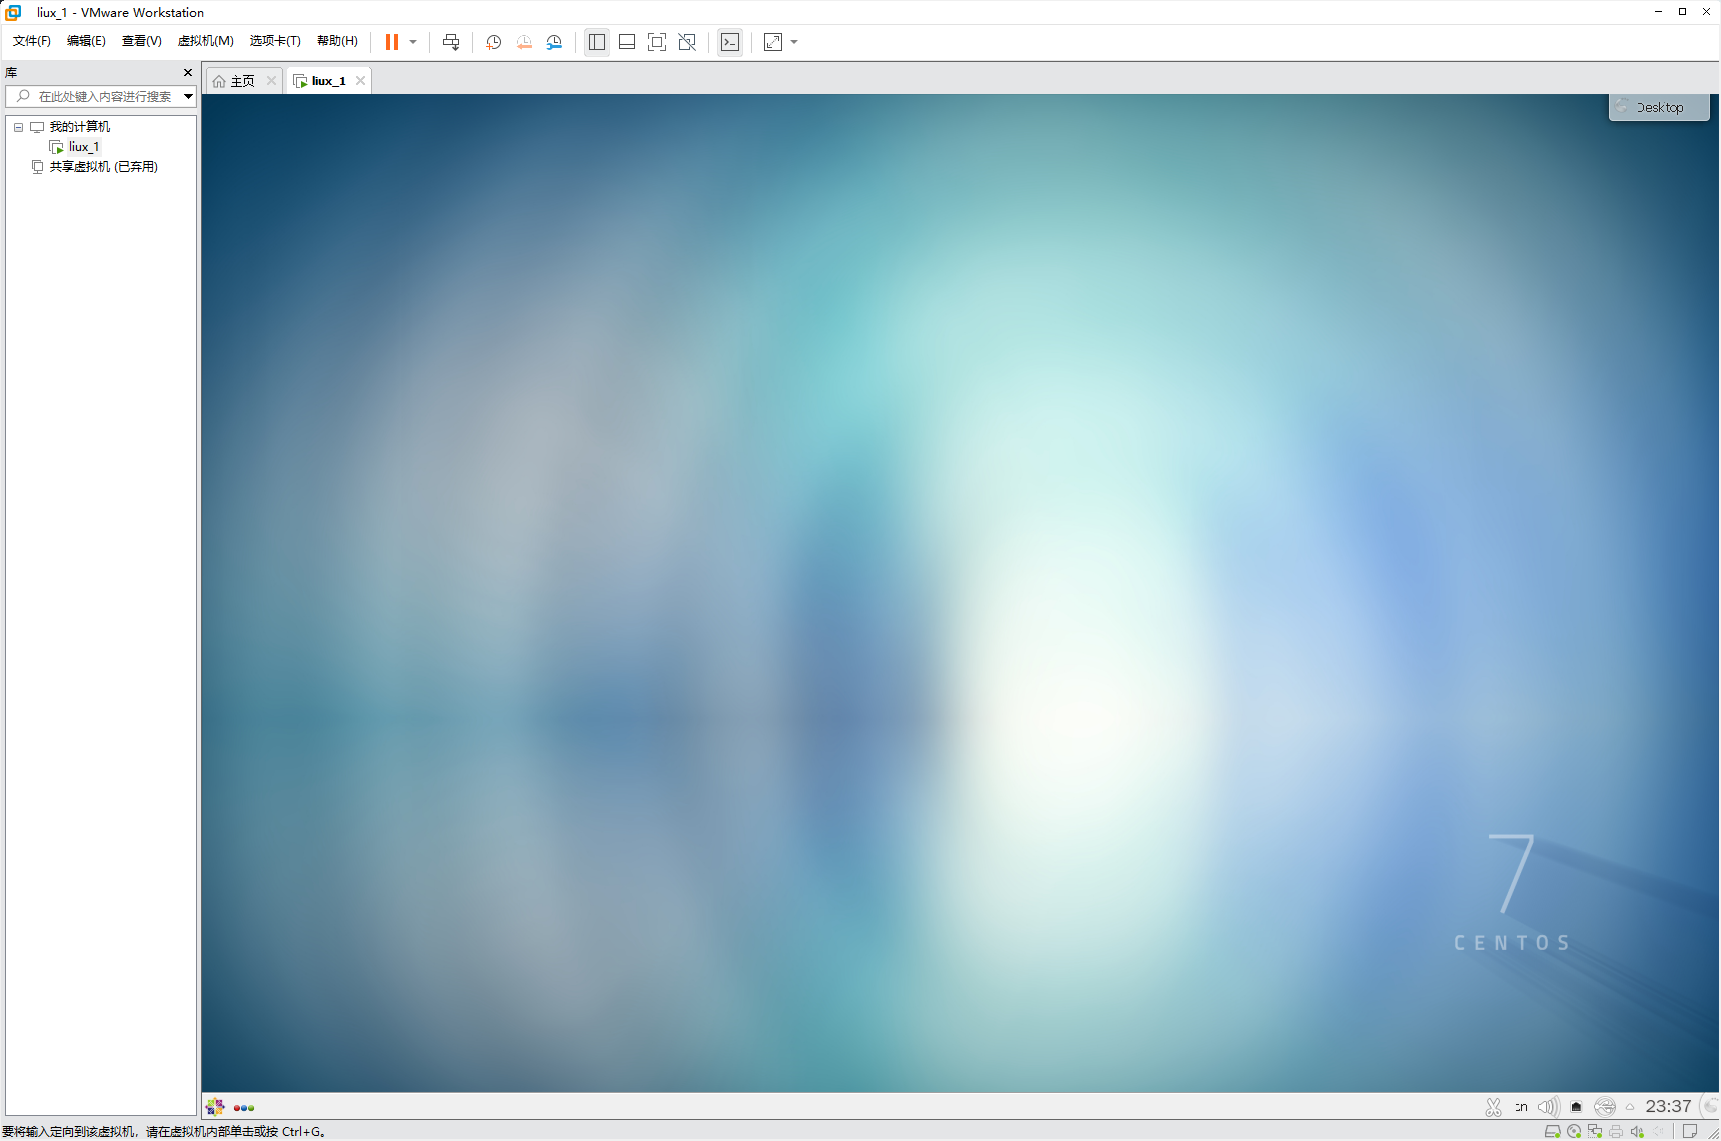 liux_1 - VMware Workstation
文件(F) 编辑(E) 查看(V) 虚拟机(M) 选项卡(T) 帮助(H)
库
主页
liux_1
在此处键入内容进行搜索
Desktop
我的计算机
liux_1
共享虚拟机 (已弃用)
7
CENTOS
23:37
要将输入定向到该虚拟机，请在虚拟机内部单击或按 Ctrl+G。